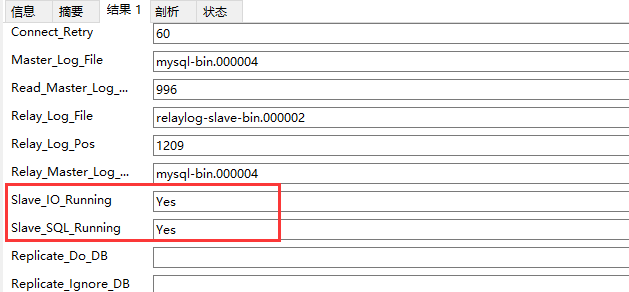 信息 摘要 结果 1 剖析 状态
Connect_Retry 60
Master_Log_File mysql-bin.000004
Read_Master_Log_... 996
Relay_Log_File relaylog-slave-bin.000002
Relay_Log_Pos 1209
Relay_Master_Log_... mysql-bin.000004
Slave_IO_Running Yes
Slave_SQL_Running Yes
Replicate_Do_DB
Replicate_Ignore_DB